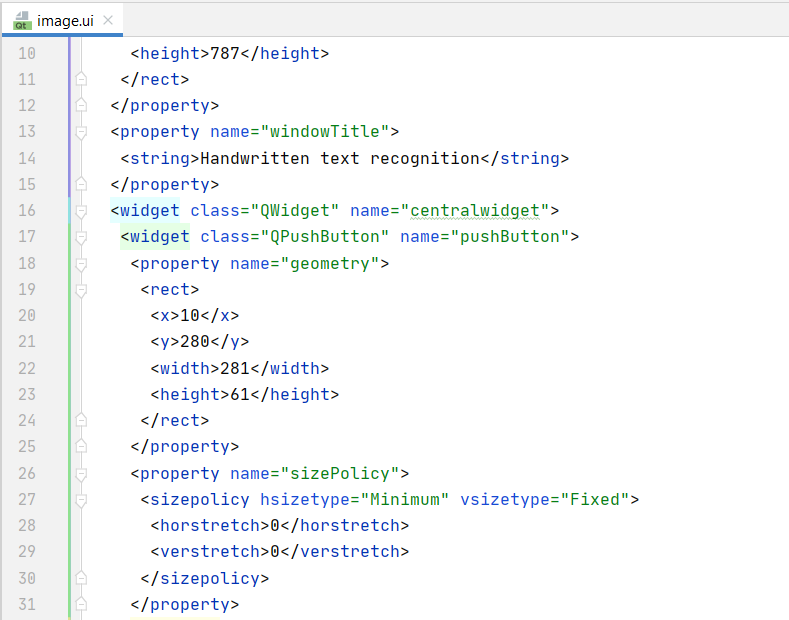 image.ui
10 <height>787</height>
11 </rect>
12 </property>
13 <property name="windowTitle">
14 <string>Handwritten text recognition</string>
15 </property>
16 <widget class="QWidget" name="centralwidget">
17 <widget class="QPushButton" name="pushButton">
18 <property name="geometry">
19 <rect>
20 <x>10</x>
21 <y>280</y>
22 <width>281</width>
23 <height>61</height>
24 </rect>
25 </property>
26 <property name="sizePolicy">
27 <sizepolicy hsizetype="Minimum" vsizetype="Fixed">
28 <horstretch>0</horstretch>
29 <verstretch>0</verstretch>
30 </sizepolicy>
31 </property>